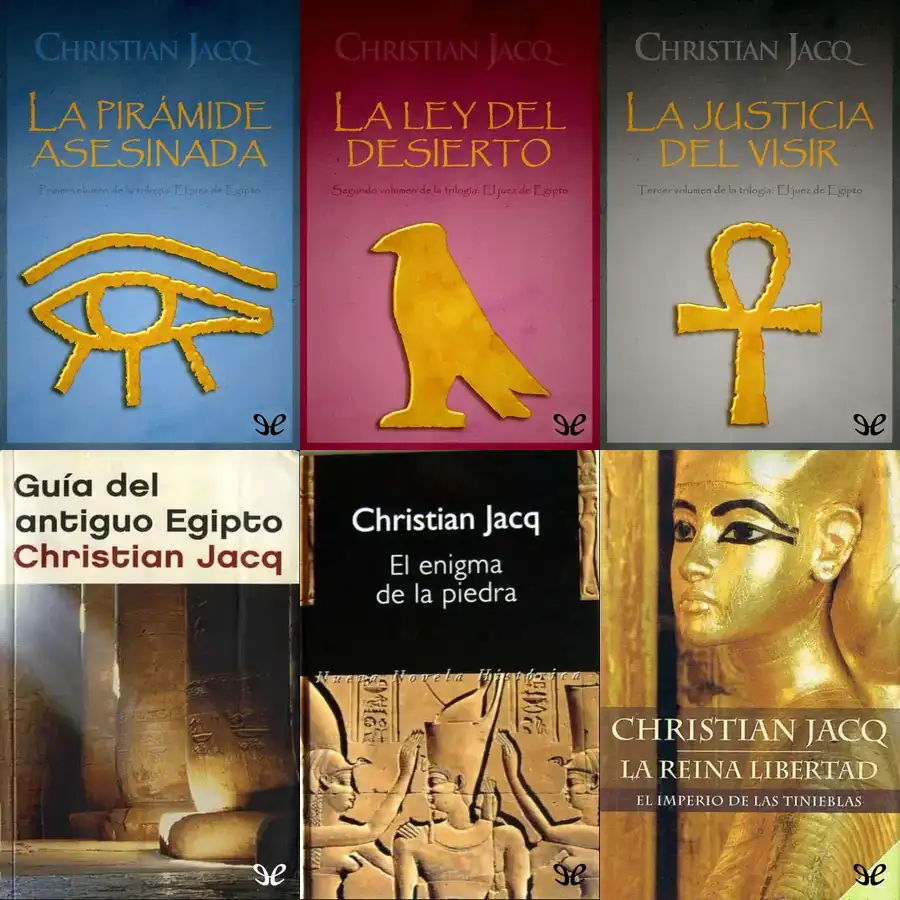 CHRISTIAN JACQ
LA PIRÁMIDE
ASESINADA
Primer volumen de la trilogía: El juez de Egipto
CHRISTIAN JACQ
LA LEY DEL
DESIERTO
Segundo volumen de la trilogía: El juez de Egipto
CHRISTIAN JACQ
LA JUSTICIA
DEL VISIR
Tercer volumen de la trilogía: El juez de Egipto
Guía del
antiguo Egipto
Christian Jacq
Christian Jacq
El enigma
de la piedra
Nueva Novela Histórica
CHRISTIAN JACQ
LA REINA LIBERTAD
EL IMPERIO DE LAS TINIEBLAS